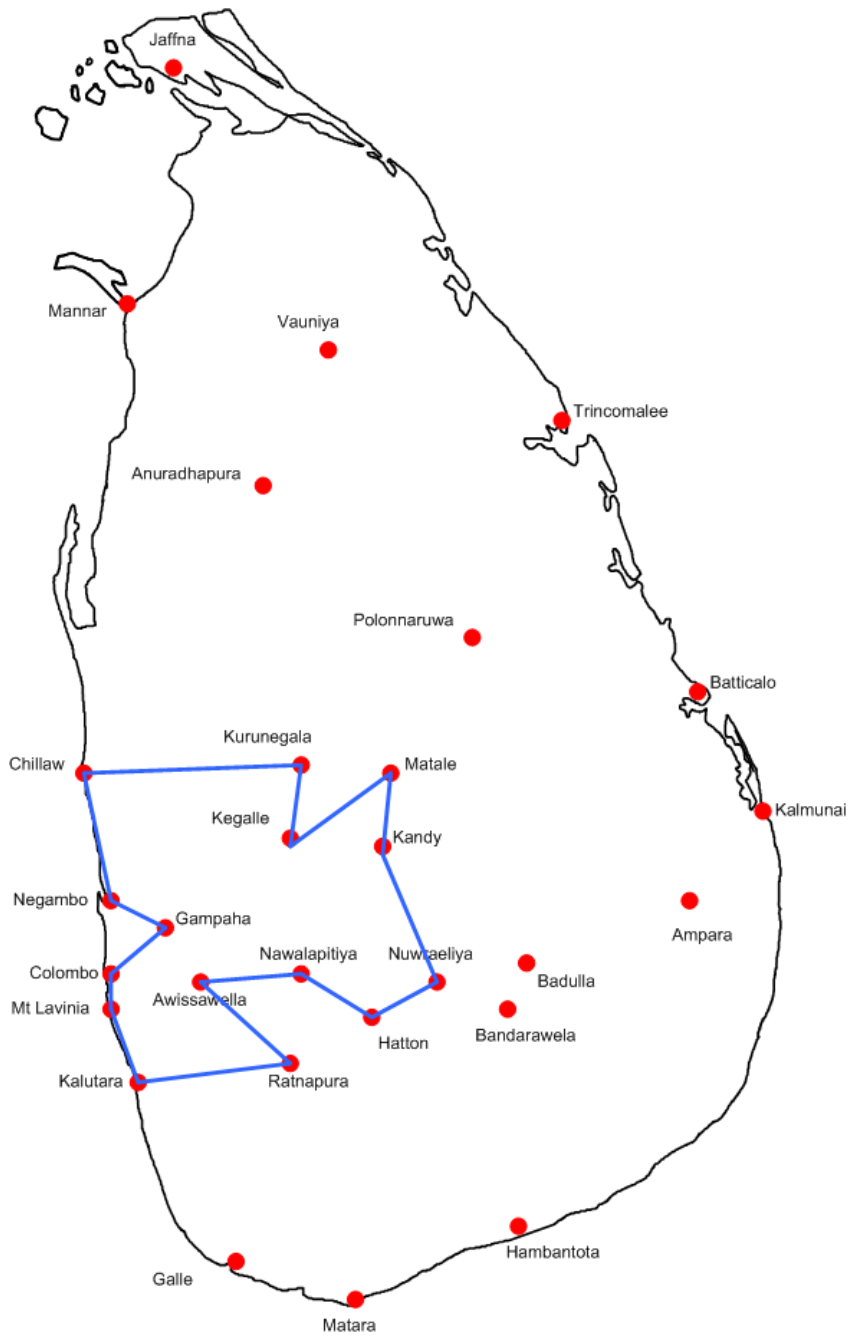 Jaffna
Mannar
Vauniya
Trincomalee
Anuradhapura
Polonnaruwa
Batticalo
Kurunegala
Chillaw
Matale
Kalmunai
Kegalle
Kandy
Negambo
Gampaha
Ampara
Colombo
Nawalapitiya
Nuwraeliya
Badulla
Awissawella
Mt Lavinia
Bandarawela
Hatton
Kalutara
Ratnapura
Hambantota
Galle
Matara